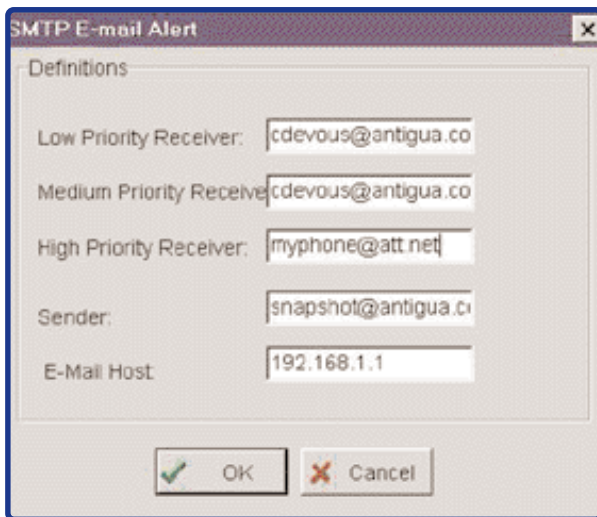 SMTP E-mail Alert
Definitions
Low Priority Receiver: cdevous@antigua.co
Medium Priority Receive cdevous@antigua.co
High Priority Receiver: myphone@att.net
Sender: snapshot@antigua.c
E-Mail Host 192.168.1.1
OK Cancel